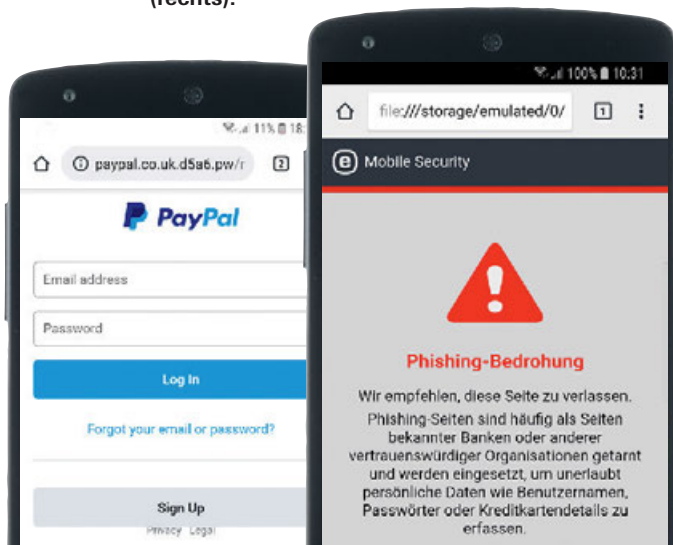 (rechts).
11% 18:
paypal.co.uk.d5a6.pw/r
2
PayPal
Email address
Password
Log In
Forgot your email or password?
Sign Up
Privacy Legal
100% 10:31
file:///storage/emulated/0/
1
e Mobile Security
Phishing-Bedrohung
Wir empfehlen, diese Seite zu verlassen.
Phishing-Seiten sind häufig als Seiten
bekannter Banken oder anderer
vertrauenswürdiger Organisationen getarnt
und werden eingesetzt, um unerlaubt
persönliche Daten wie Benutzernamen,
Passwörter oder Kreditkartendetails zu
erfassen.